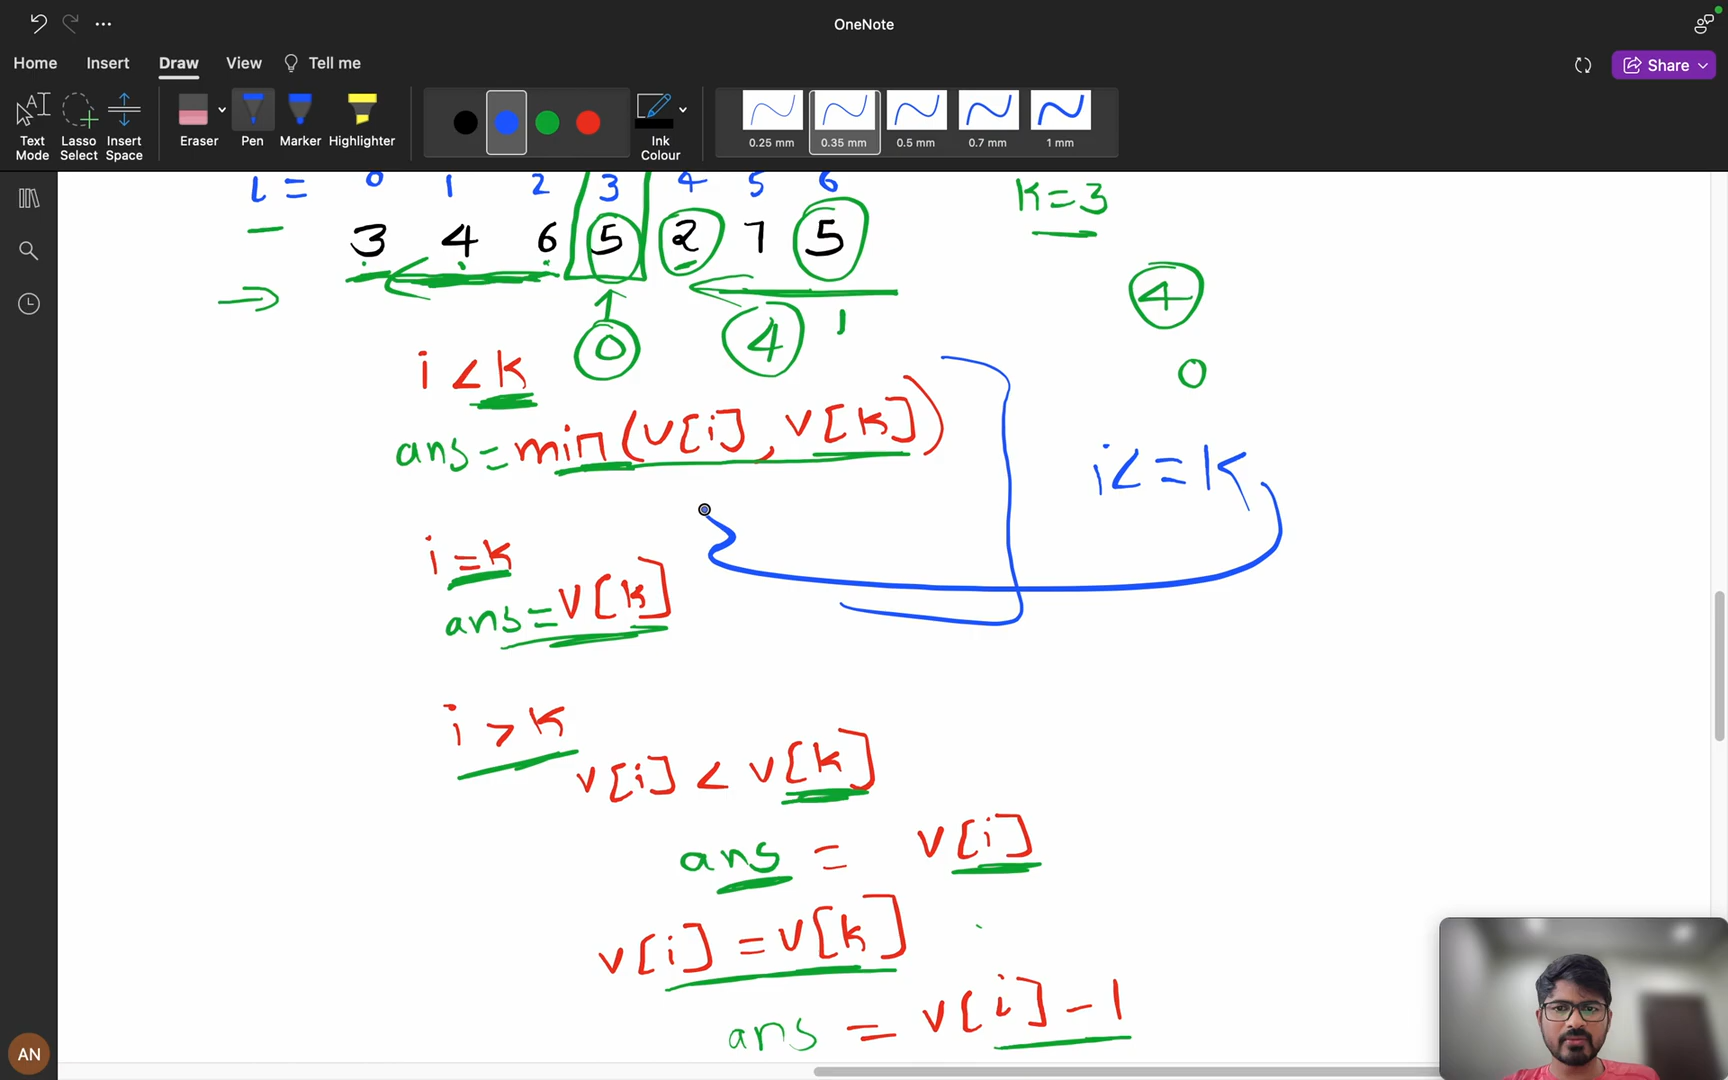 OneNote
Home Insert Draw View Tell me
Share
Text Mode
Lasso Select
Insert Space
Eraser
Pen
Marker
Highlighter
Ink Colour
0.25 mm
0.35 mm
0.5 mm
0.7 mm
1 mm
i = 0 1 2 3 4 5 6
K=3
3 4 6 5 2 7 5
4
1
0
4
0
i < k
ans = min(v[i], v[k])
i<=k
i=k
ans = v[k]
i > k
v[i] < v[k]
ans = v[i]
v[i] = v[k]
ans = v[i] - 1
AN